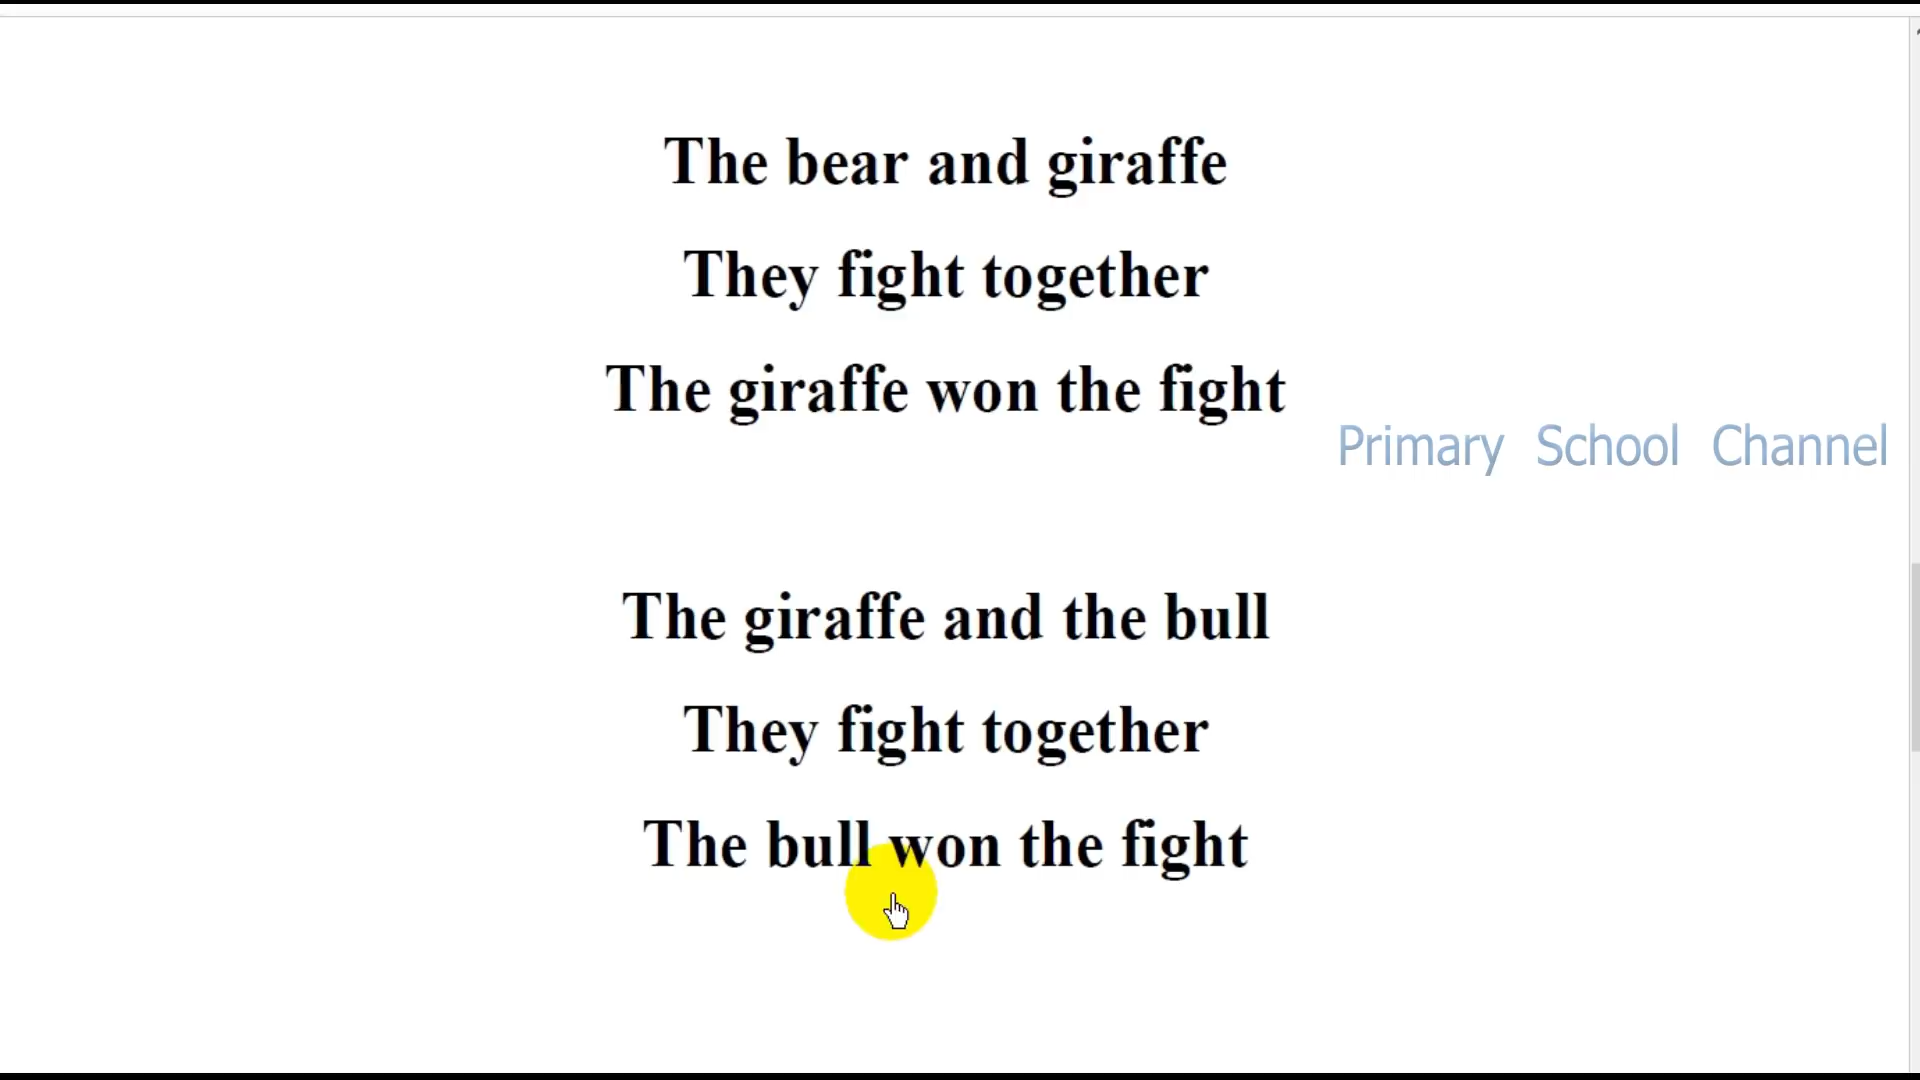 The bear and giraffe
They fight together
The giraffe won the fight
Primary School Channel
The giraffe and the bull
They fight together
The bull won the fight